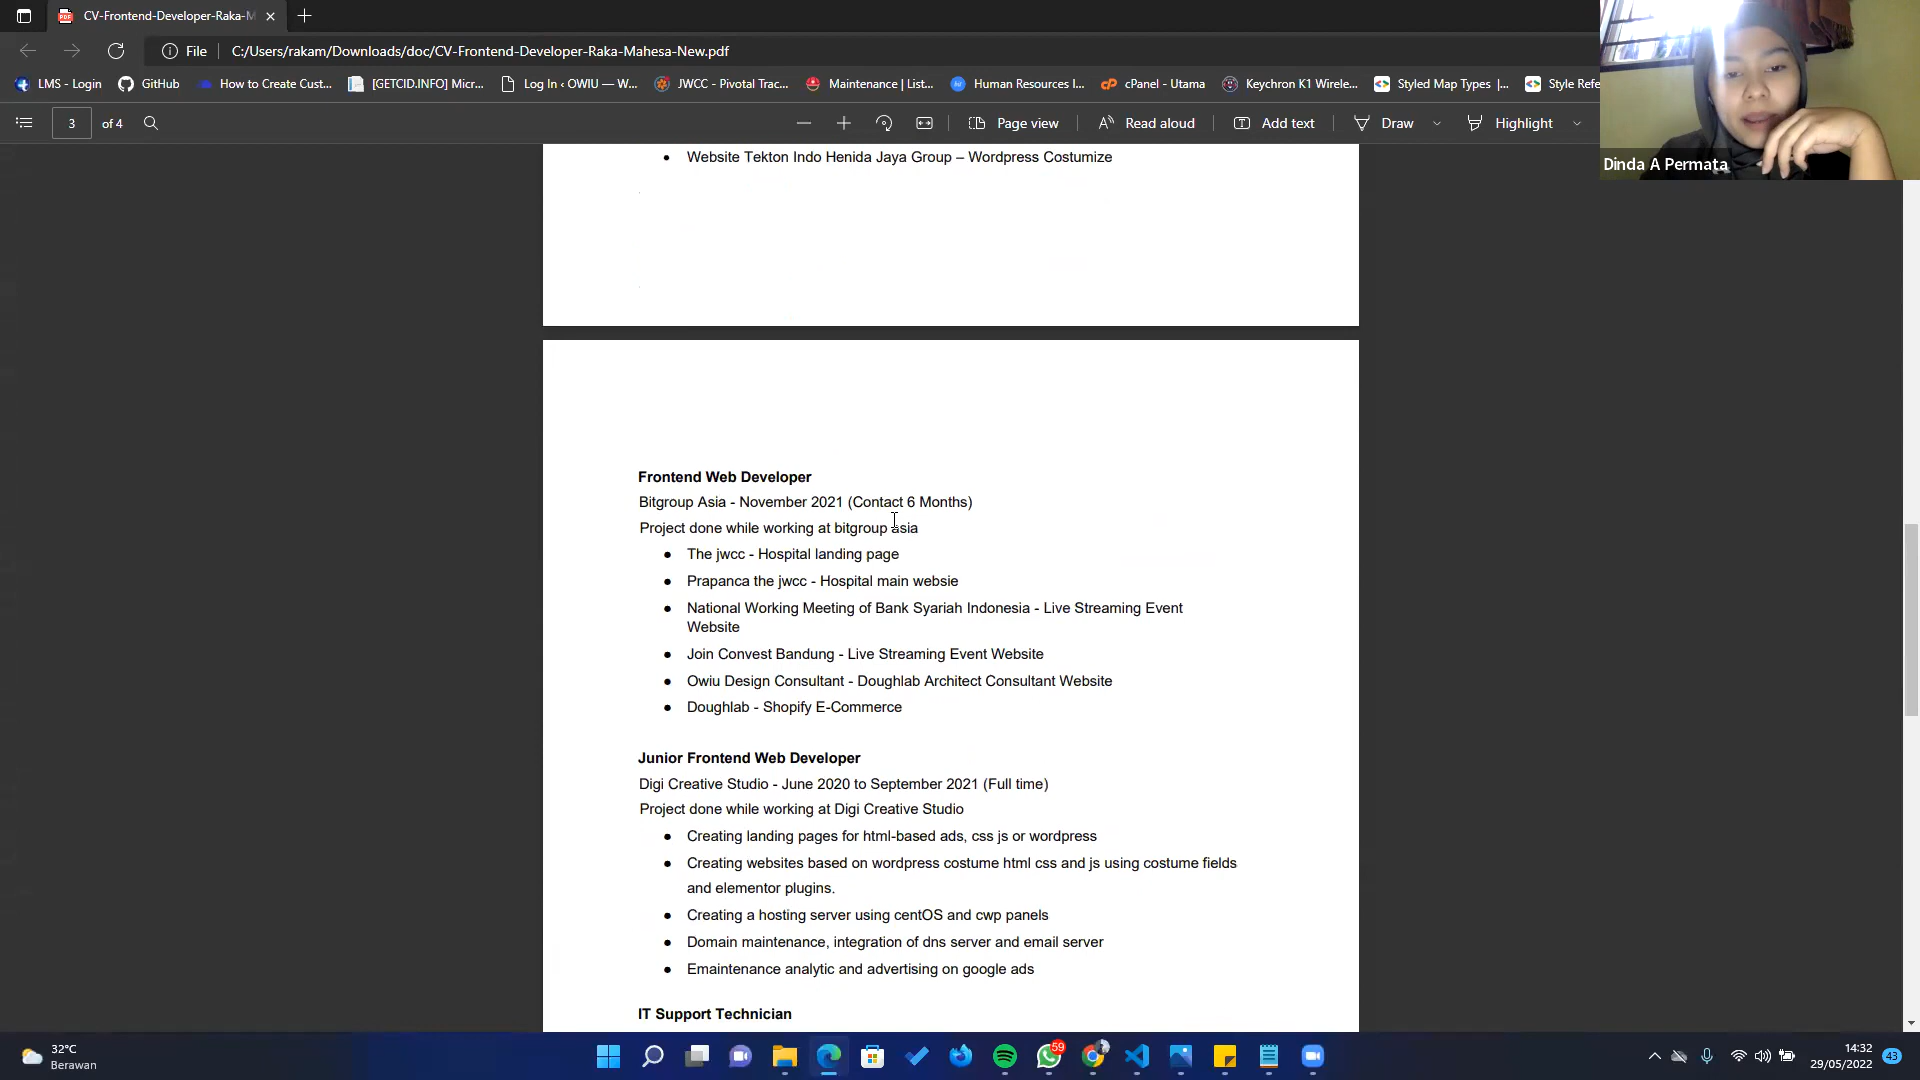 CV-Frontend-Developer-Raka-M
File
C:/Users/rakam/Downloads/doc/CV-Frontend-Developer-Raka-Mahesa-New.pdf
LMS - Login
GitHub
How to Create Cust...
[GETCID.INFO] Micr...
Log In ‹ OWIU — W...
JWCC - Pivotal Trac...
Maintenance | List...
Human Resources I...
cPanel - Utama
Keychron K1 Wirele...
Styled Map Types |...
Style Refe
3 of 4
Page view
Read aloud
Add text
Draw
Highlight
Dinda A Permata
• Website Tekton Indo Henida Jaya Group – Wordpress Costumize
Frontend Web Developer
Bitgroup Asia - November 2021 (Contact 6 Months)
Project done while working at bitgroup asia
● The jwcc - Hospital landing page
● Prapanca the jwcc - Hospital main websie
● National Working Meeting of Bank Syariah Indonesia - Live Streaming Event
Website
● Join Convest Bandung - Live Streaming Event Website
● Owiu Design Consultant - Doughlab Architect Consultant Website
● Doughlab - Shopify E-Commerce
Junior Frontend Web Developer
Digi Creative Studio - June 2020 to September 2021 (Full time)
Project done while working at Digi Creative Studio
● Creating landing pages for html-based ads, css js or wordpress
● Creating websites based on wordpress costume html css and js using costume fields
and elementor plugins.
● Creating a hosting server using centOS and cwp panels
● Domain maintenance, integration of dns server and email server
● Emaintenance analytic and advertising on google ads
IT Support Technician
32°C
Berawan
59
14:32
29/05/2022
43